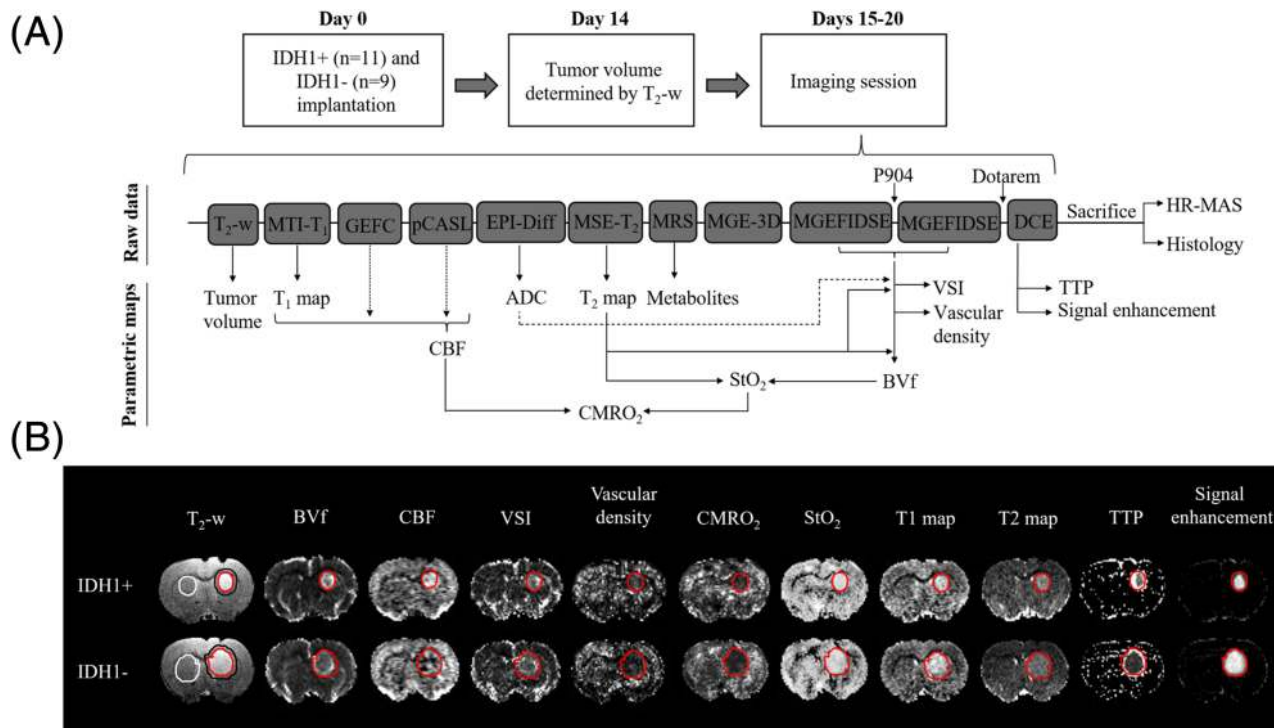 (A)
Day 0
Day 14
Days 15-20
IDH1+ (n=11) and
IDH1- (n=9)
implantation
Tumor volume
determined by T₂-w
Imaging session
Raw data
P904
Dotarem
T₂-w
MTI-T₁
GEFC
pCASL
EPI-Diff
MSE-T₂
MRS
MGE-3D
MGEFIDSE
MGEFIDSE
DCE
Sacrifice
HR-MAS
Histology
Parametric maps
Tumor
volume
T₁ map
CBF
ADC
T₂ map
Metabolites
VSI
Vascular
density
BVf
TTP
Signal enhancement
StO₂
CMRO₂
(B)
T₂-w
BVf
CBF
VSI
Vascular
density
CMRO₂
StO₂
T1 map
T2 map
TTP
Signal
enhancement
IDH1+
IDH1-